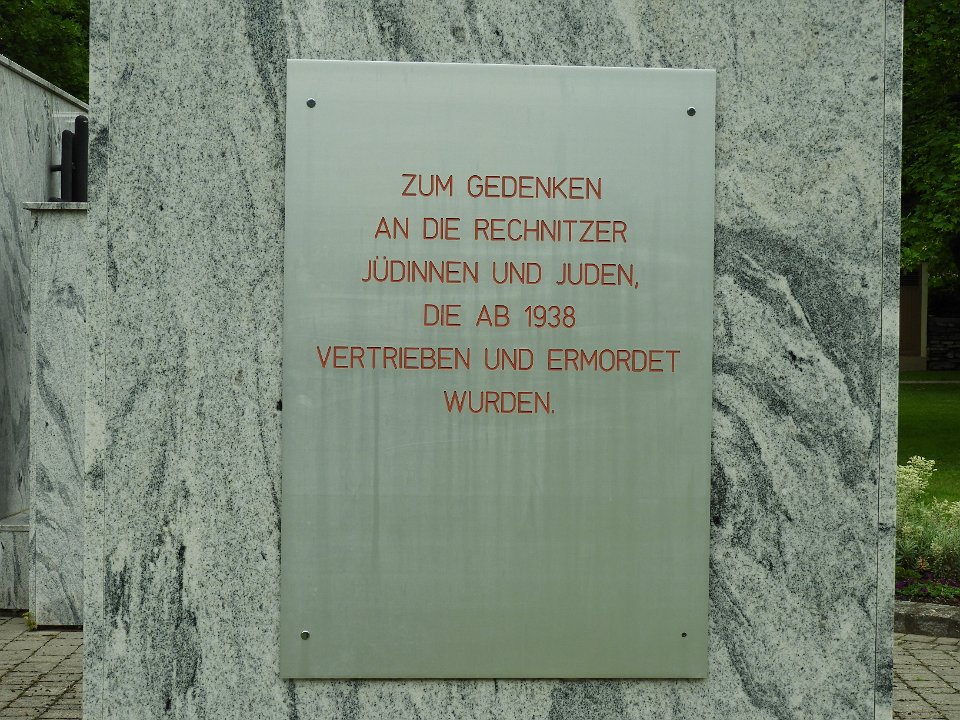 ZUM GEDENKEN
AN DIE RECHNITZER
JÜDINNEN UND JUDEN,
DIE AB 1938
VERTRIEBEN UND ERMORDET
WURDEN.